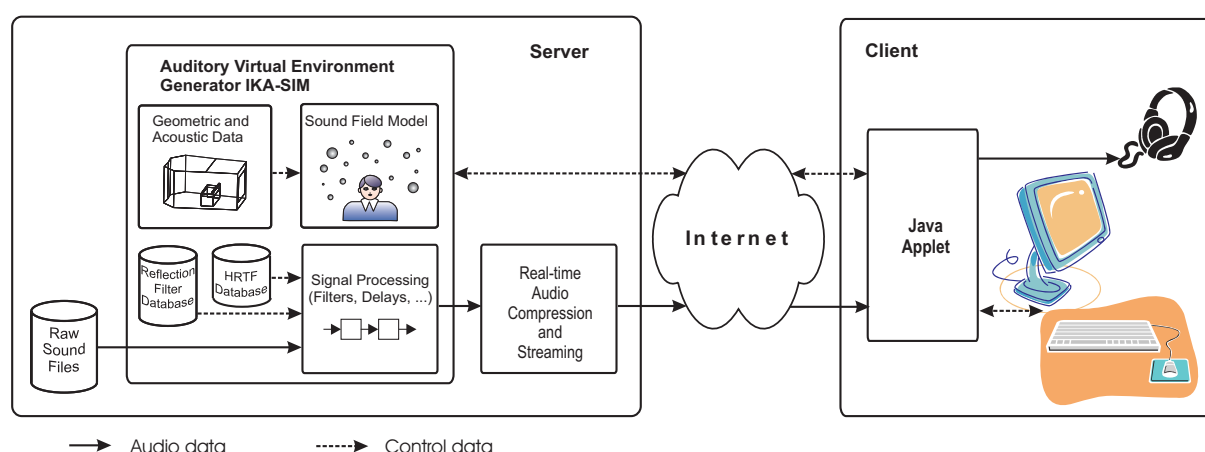 Server
Client
Auditory Virtual Environment
Generator IKA-SIM
Geometric and
Acoustic Data
Sound Field Model
Reflection
Filter
Database
HRTF
Database
Signal Processing
(Filters, Delays, ...)
Raw
Sound
Files
Real-time
Audio
Compression
and
Streaming
Internet
Java
Applet
Audio data
Control data